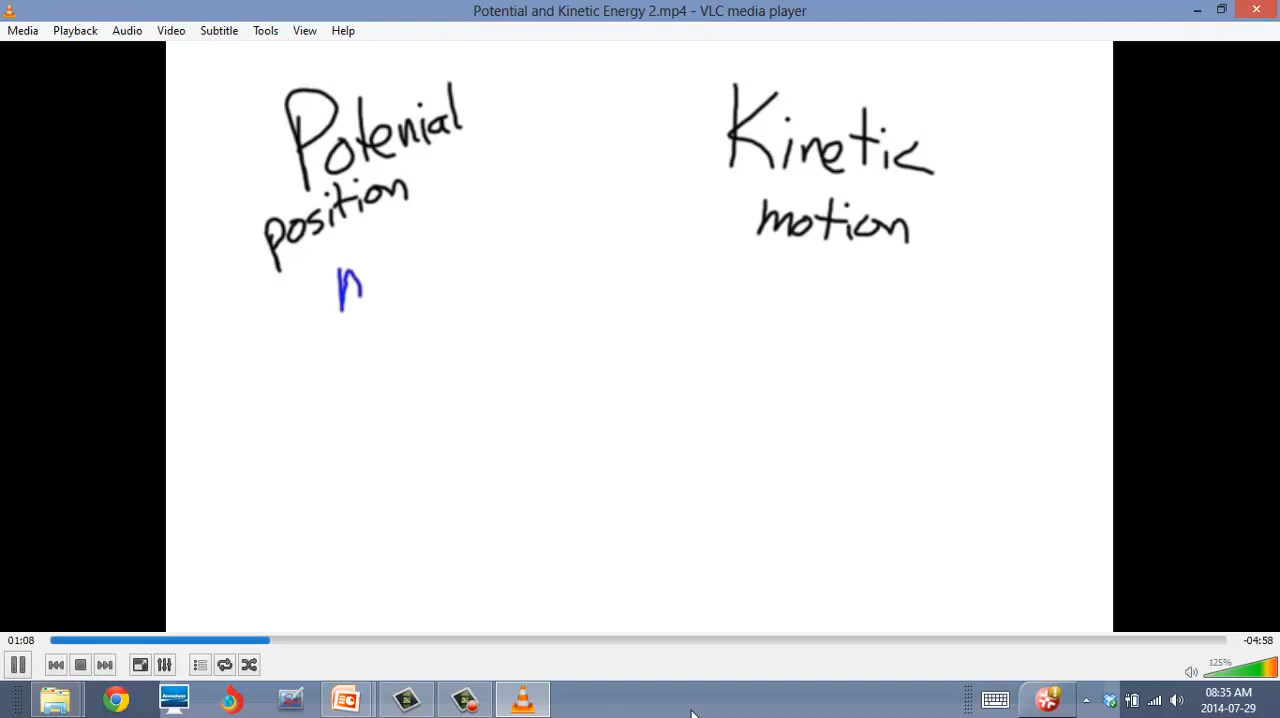 Potential and Kinetic Energy 2.mp4 - VLC media player
Media Playback Audio Video Subtitle Tools View Help
Potenial
position
Kinetic
motion
n
01:08
-04:58
125%
08:35 AM
2014-07-29